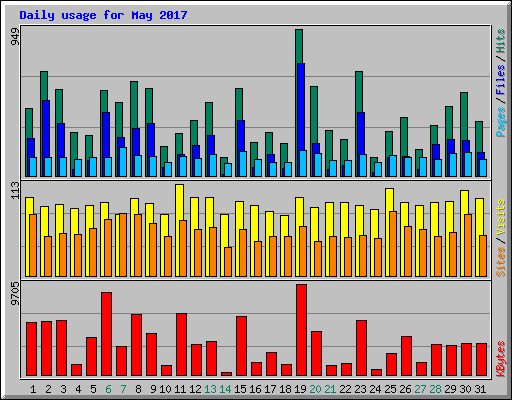 Daily usage for May 2017
949
Pages / Files / Hits
113
Sites / Visits
9705
KBytes
1 2 3 4 5 6 7 8 9 10 11 12 13 14 15 16 17 18 19 20 21 22 23 24 25 26 27 28 29 30 31